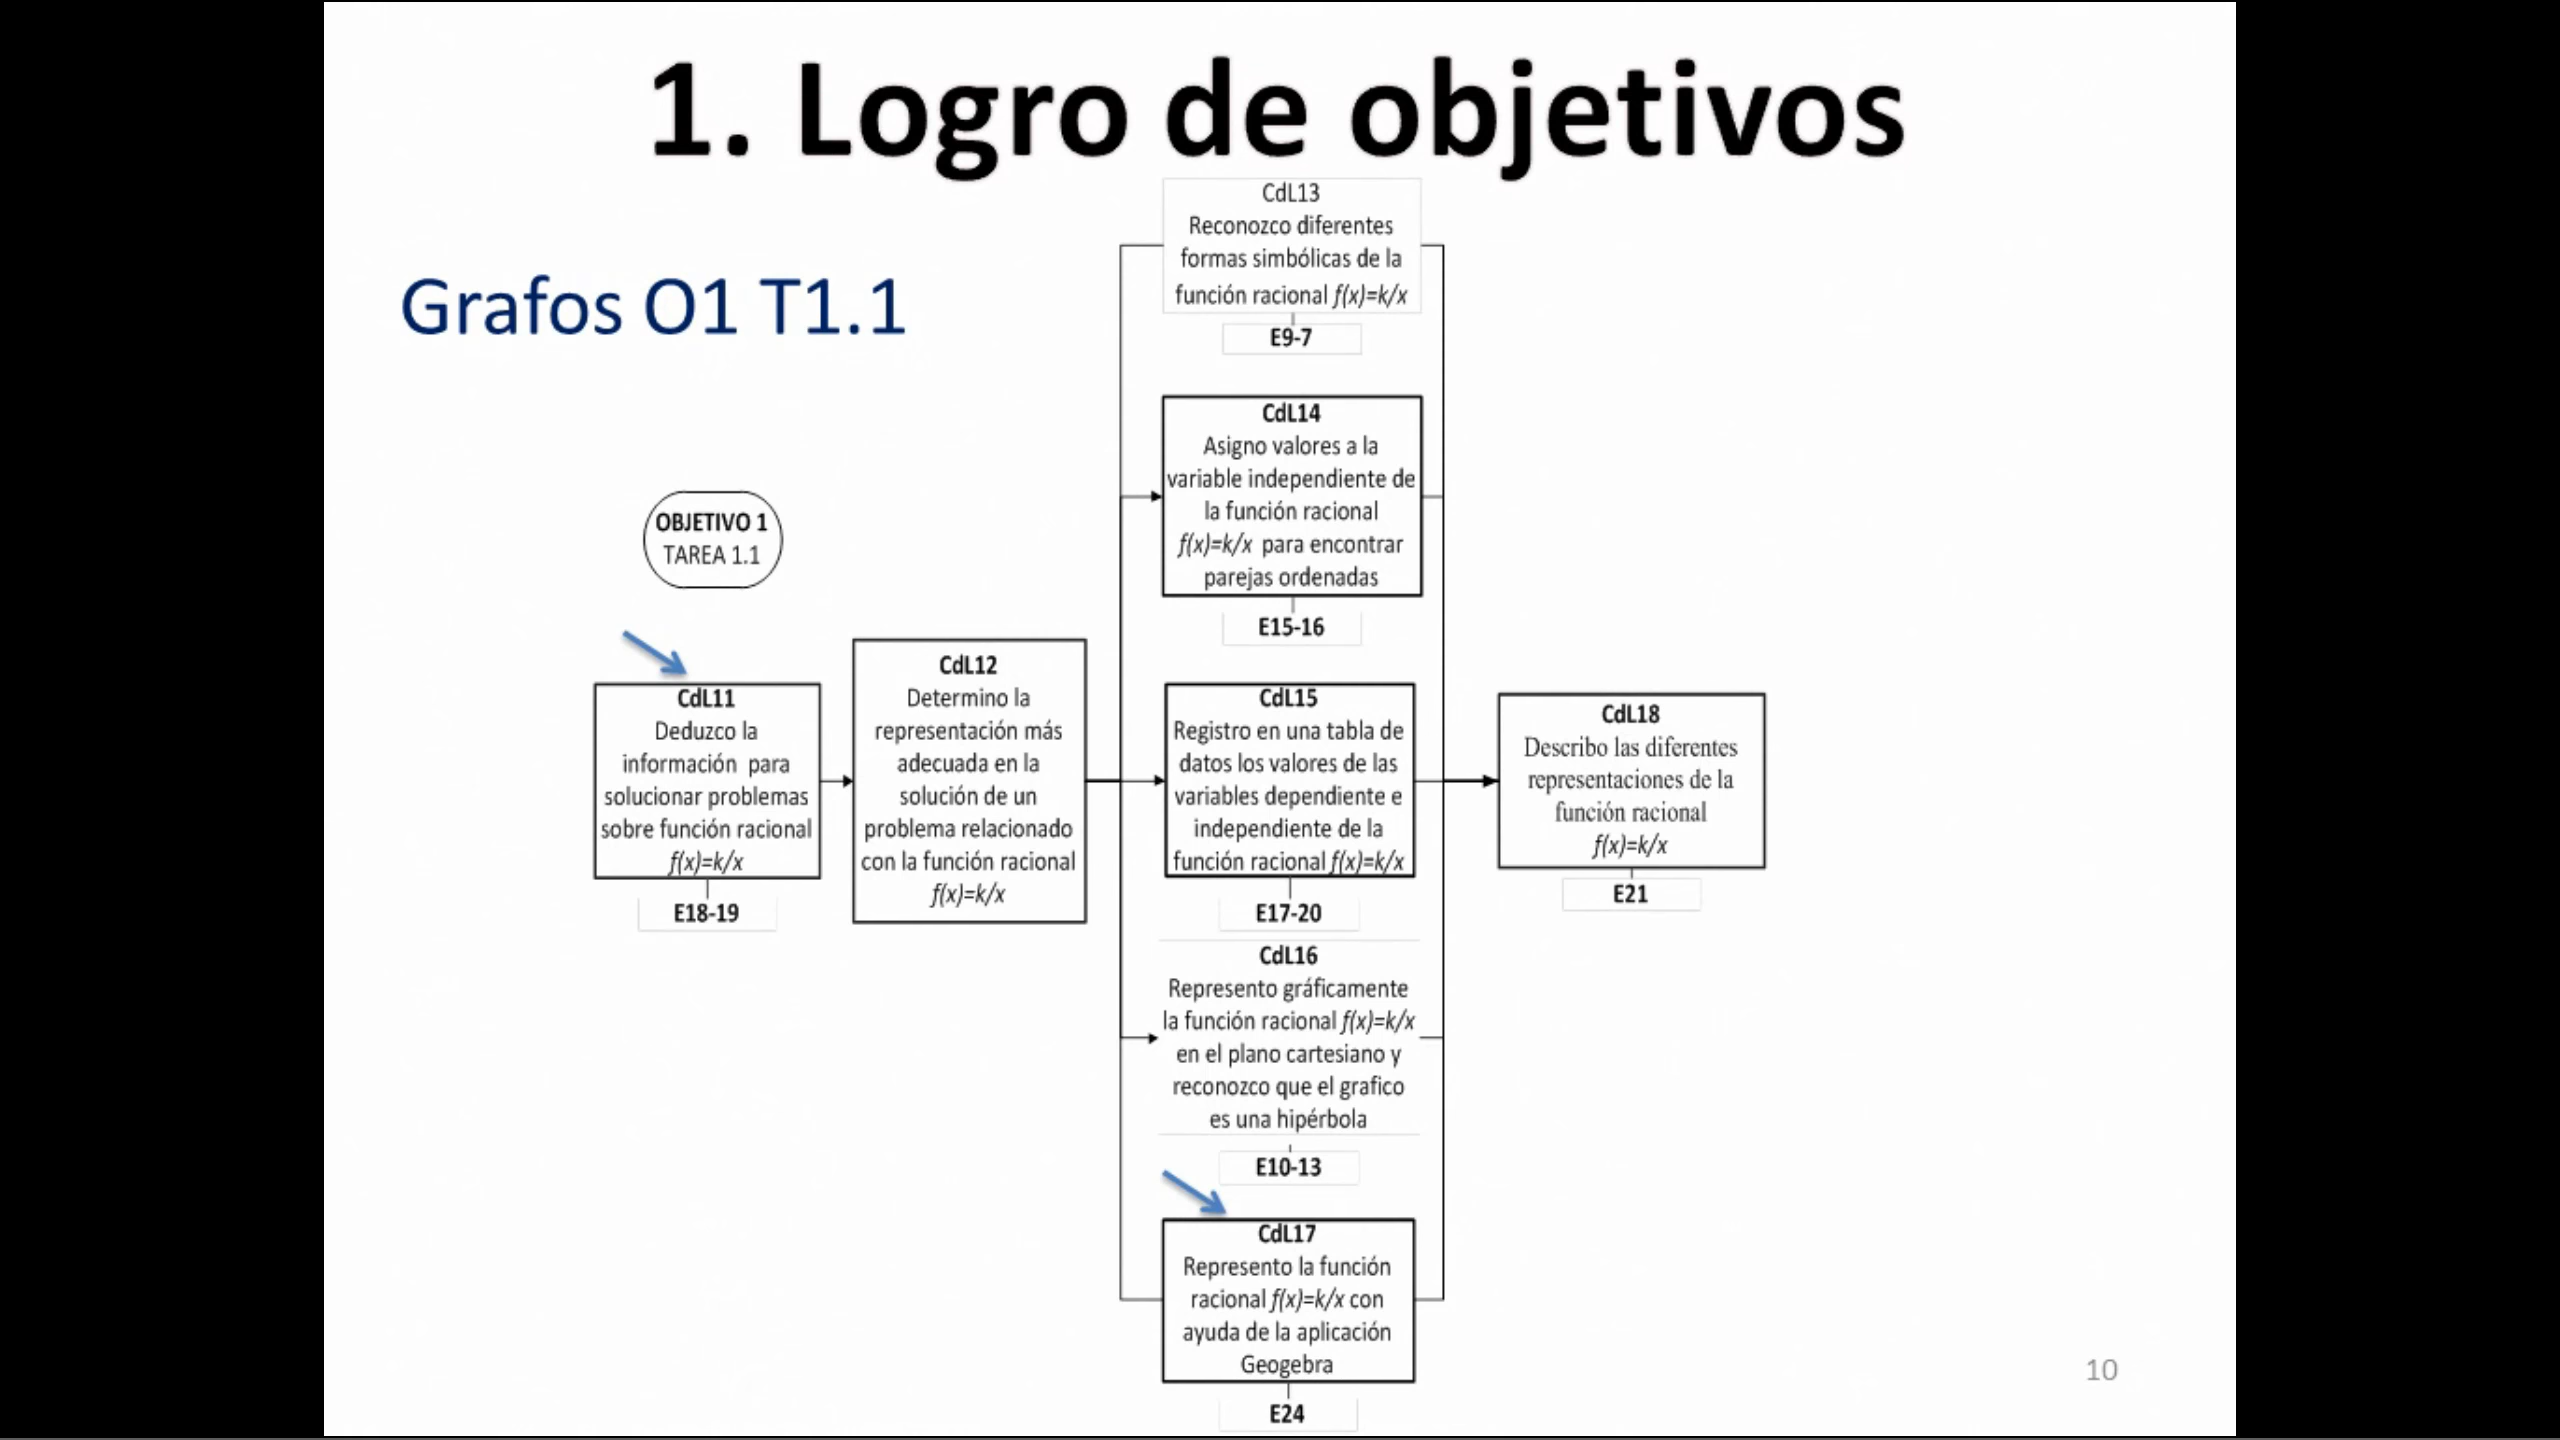 1. Logro de objetivos
Grafos O1 T1.1
OBJETIVO 1
TAREA 1.1
CdL11
Deduzco la
información para
solucionar problemas
sobre función racional
f(x)=k/x
E18-19
CdL12
Determino la
representación más
adecuada en la
solución de un
problema relacionado
con la función racional
f(x)=k/x
CdL13
Reconozco diferentes
formas simbólicas de la
función racional f(x)=k/x
E9-7
CdL14
Asigno valores a la
variable independiente de
la función racional
f(x)=k/x para encontrar
parejas ordenadas
E15-16
CdL15
Registro en una tabla de
datos los valores de las
variables dependiente e
independiente de la
función racional f(x)=k/x
E17-20
CdL16
Represento gráficamente
la función racional f(x)=k/x
en el plano cartesiano y
reconozco que el grafico
es una hipérbola
E10-13
CdL17
Represento la función
racional f(x)=k/x con
ayuda de la aplicación
Geogebra
E24
CdL18
Describo las diferentes
representaciones de la
función racional
f(x)=k/x
E21
10